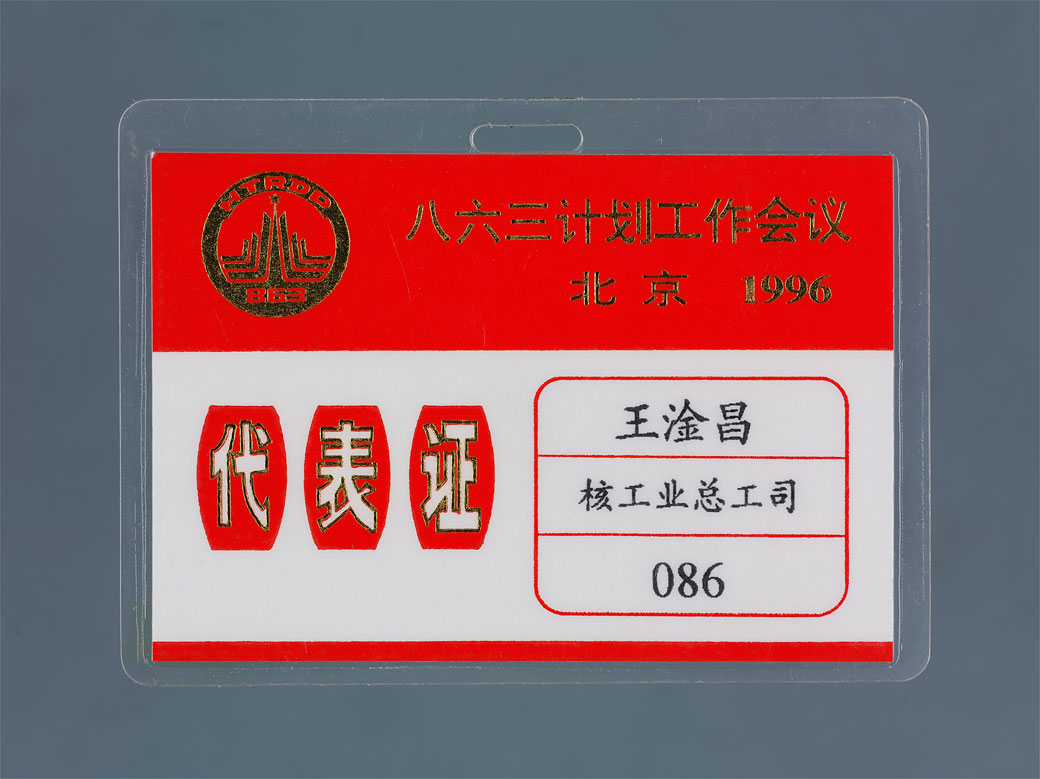 HTRDP
863
八六三计划工作会议
北京 1996
代表证
王淦昌
核工业总工司
086